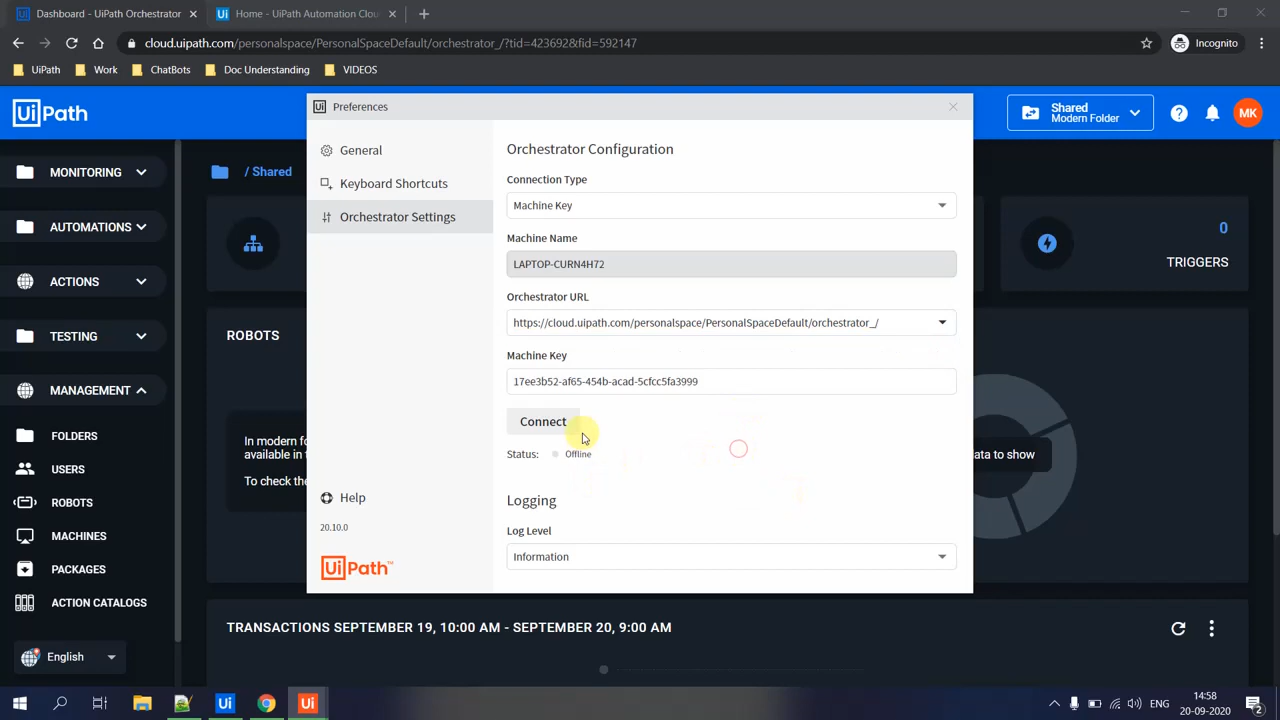 Dashboard - UiPath Orchestrator
Home - UiPath Automation Clou
cloud.uipath.com/personalspace/PersonalSpaceDefault/orchestrator_/?tid=423692&fid=592147
Incognito
UiPath
Work
ChatBots
Doc Understanding
VIDEOS
UiPath
Shared
Modern Folder
MK
Ui Preferences
MONITORING
AUTOMATIONS
ACTIONS
TESTING
MANAGEMENT
FOLDERS
USERS
ROBOTS
MACHINES
PACKAGES
ACTION CATALOGS
English
/ Shared
0
TRIGGERS
ROBOTS
In modern fo
available in t
To check the
ata to show
General
Keyboard Shortcuts
Orchestrator Settings
Help
20.10.0
UiPath™
Orchestrator Configuration
Connection Type
Machine Key
Machine Name
LAPTOP-CURN4H72
Orchestrator URL
https://cloud.uipath.com/personalspace/PersonalSpaceDefault/orchestrator_/
Machine Key
17ee3b52-af65-454b-acad-5cfcc5fa3999
Connect
Status: Offline
Logging
Log Level
Information
TRANSACTIONS SEPTEMBER 19, 10:00 AM - SEPTEMBER 20, 9:00 AM
Ui
Ui
ENG
14:58
20-09-2020
2